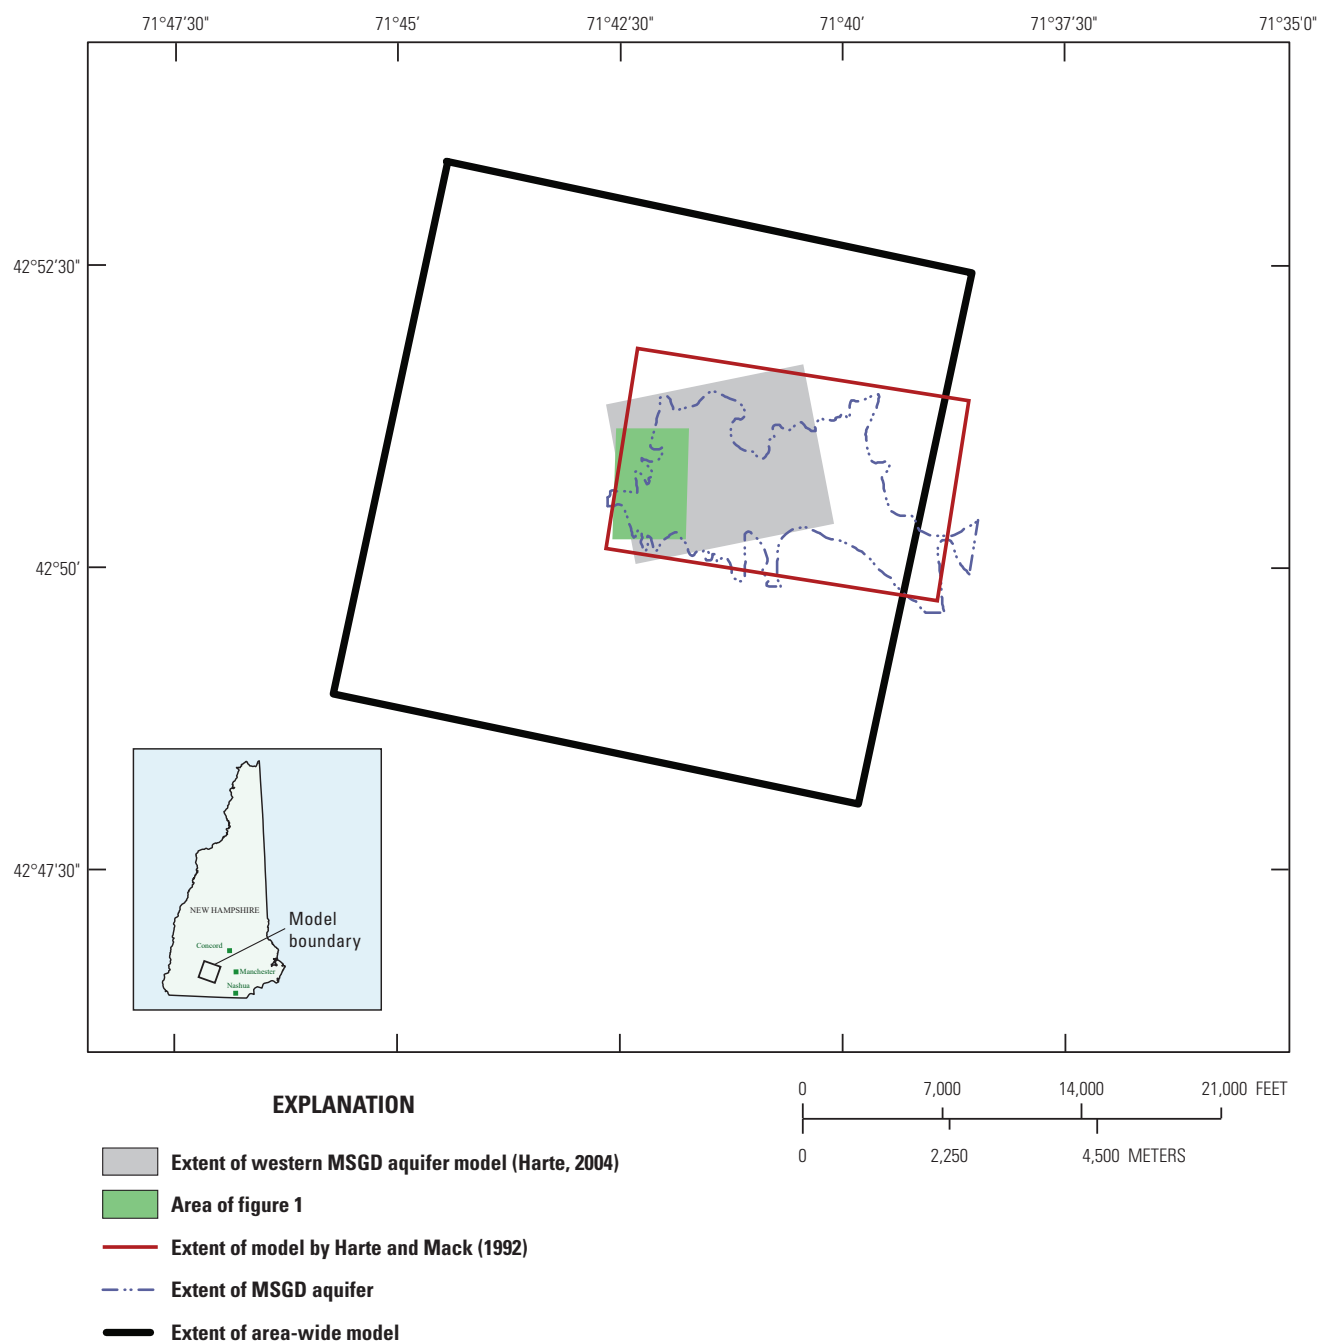 71°47'30"
71°45'
71°42'30"
71°40'
71°37'30"
71°35'0"
42°52'30"
42°50'
42°47'30"
NEW HAMPSHIRE
Model
boundary
Concord
Manchester
Nashua
EXPLANATION
Extent of western MSGD aquifer model (Harte, 2004)
Area of figure 1
Extent of model by Harte and Mack (1992)
Extent of MSGD aquifer
Extent of area-wide model
0 7,000 14,000 21,000 FEET
0 2,250 4,500 METERS